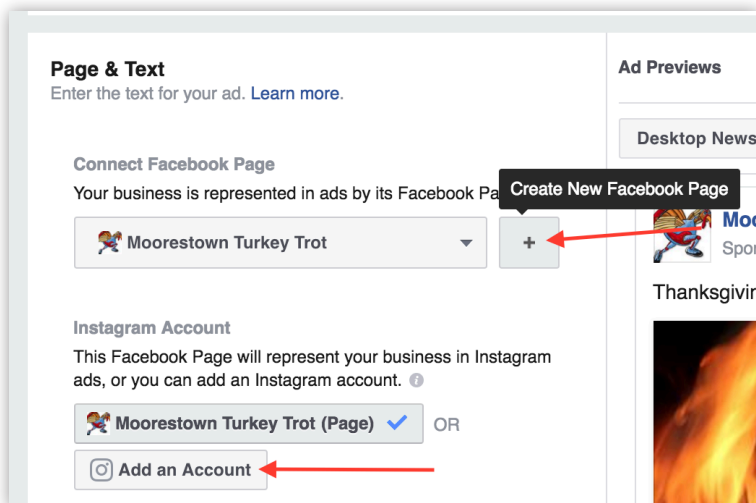 Page & Text
Enter the text for your ad. Learn more.
Connect Facebook Page
Your business is represented in ads by its Facebook Pa
Create New Facebook Page
Moorestown Turkey Trot
+
Instagram Account
This Facebook Page will represent your business in Instagram
ads, or you can add an Instagram account.
Moorestown Turkey Trot (Page) OR
Add an Account
Ad Previews
Desktop News
Moo
Spon
Thanksgivin